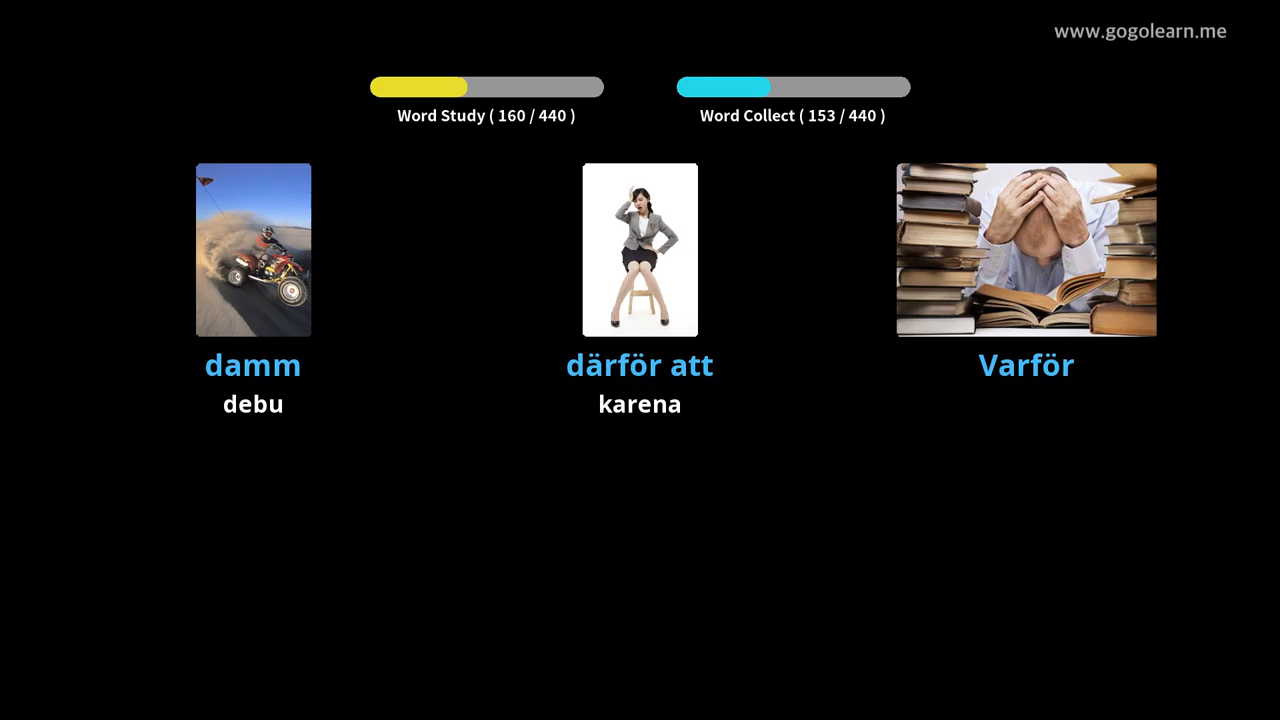 www.gogolearn.me
Word Study ( 160 / 440 )
Word Collect ( 153 / 440 )
damm
därför att
Varför
debu
karena